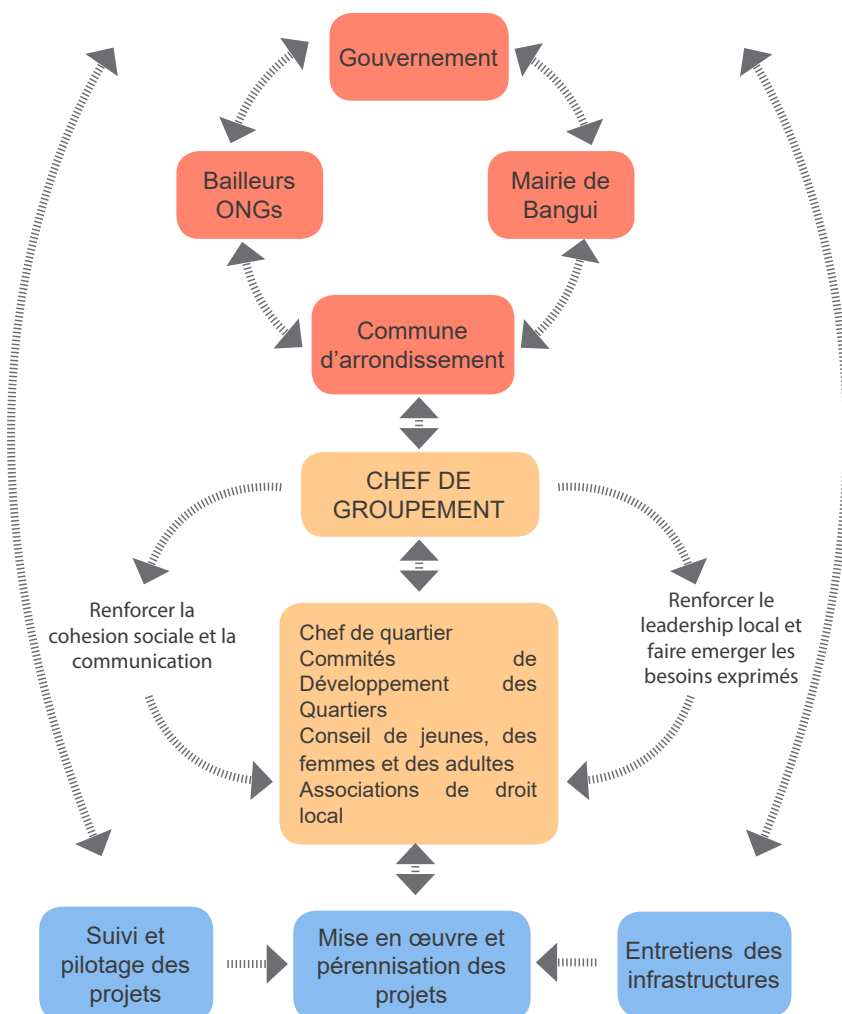 Gouvernement
Bailleurs
ONGs
Mairie de
Bangui
Commune
d'arrondissement
CHEF DE
GROUPEMENT
Renforcer la
cohesion sociale et la
communication
Chef de quartier
Commités de
Développement des
Quartiers
Conseil de jeunes, des
femmes et des adultes
Associations de droit
local
Renforcer le
leadership local et
faire emerger les
besoins exprimés
Suivi et
pilotage des
projets
Mise en œuvre et
pérennisation des
projets
Entretiens des
infrastructures